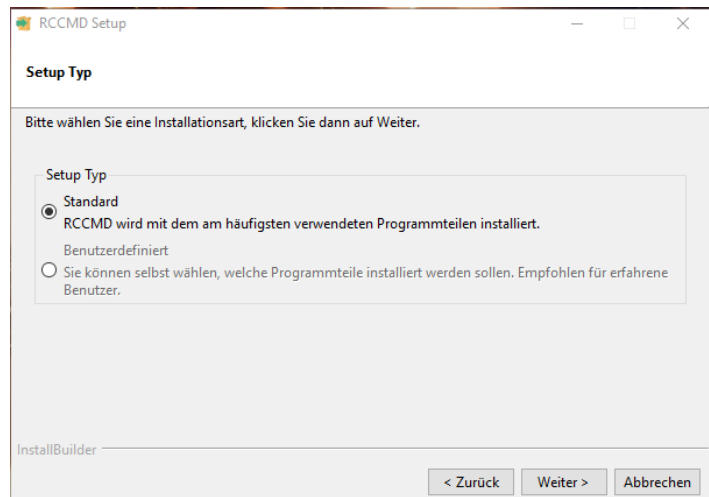 RCCMD Setup
Setup Typ
Bitte wählen Sie eine Installationsart, klicken Sie dann auf Weiter.
Setup Typ
Standard
RCCMD wird mit dem am häufigsten verwendeten Programmteilen installiert.
Benutzerdefiniert
Sie können selbst wählen, welche Programmteile installiert werden sollen. Empfohlen für erfahrene
Benutzer.
InstallBuilder
< Zurück
Weiter >
Abbrechen